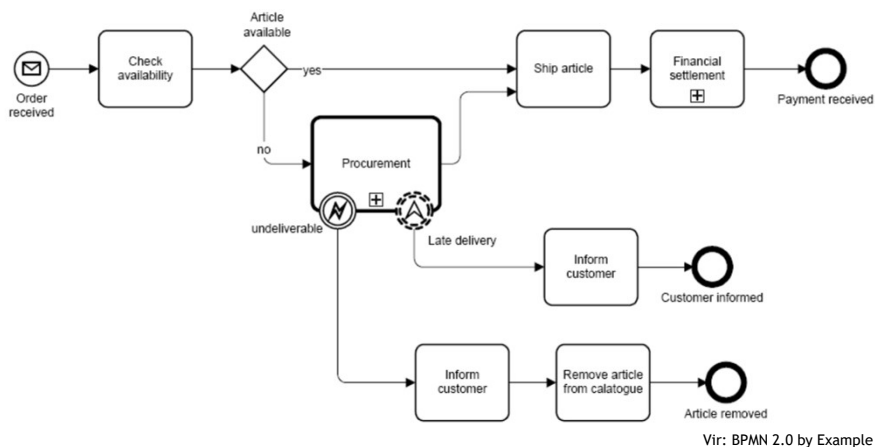 Article
available
Check
availability
yes
Ship article
Financial
settlement
Order
received
Payment received
no
Procurement
undeliverable
Late delivery
Inform
customer
Customer informed
Inform
customer
Remove article
from calatogue
Article removed
Vir: BPMN 2.0 by Example